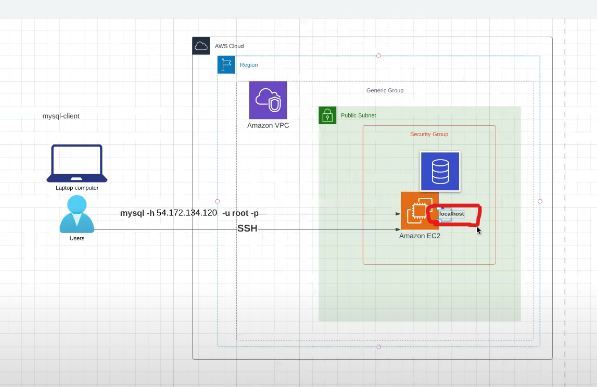 AWS Cloud
Region
Generic Group
Amazon VPC
Public Subnet
mysql-client
Security Group
Laptop computer
mysql -h 54.172.134.120 -u root -p
localhost
SSH
Users
Amazon EC2